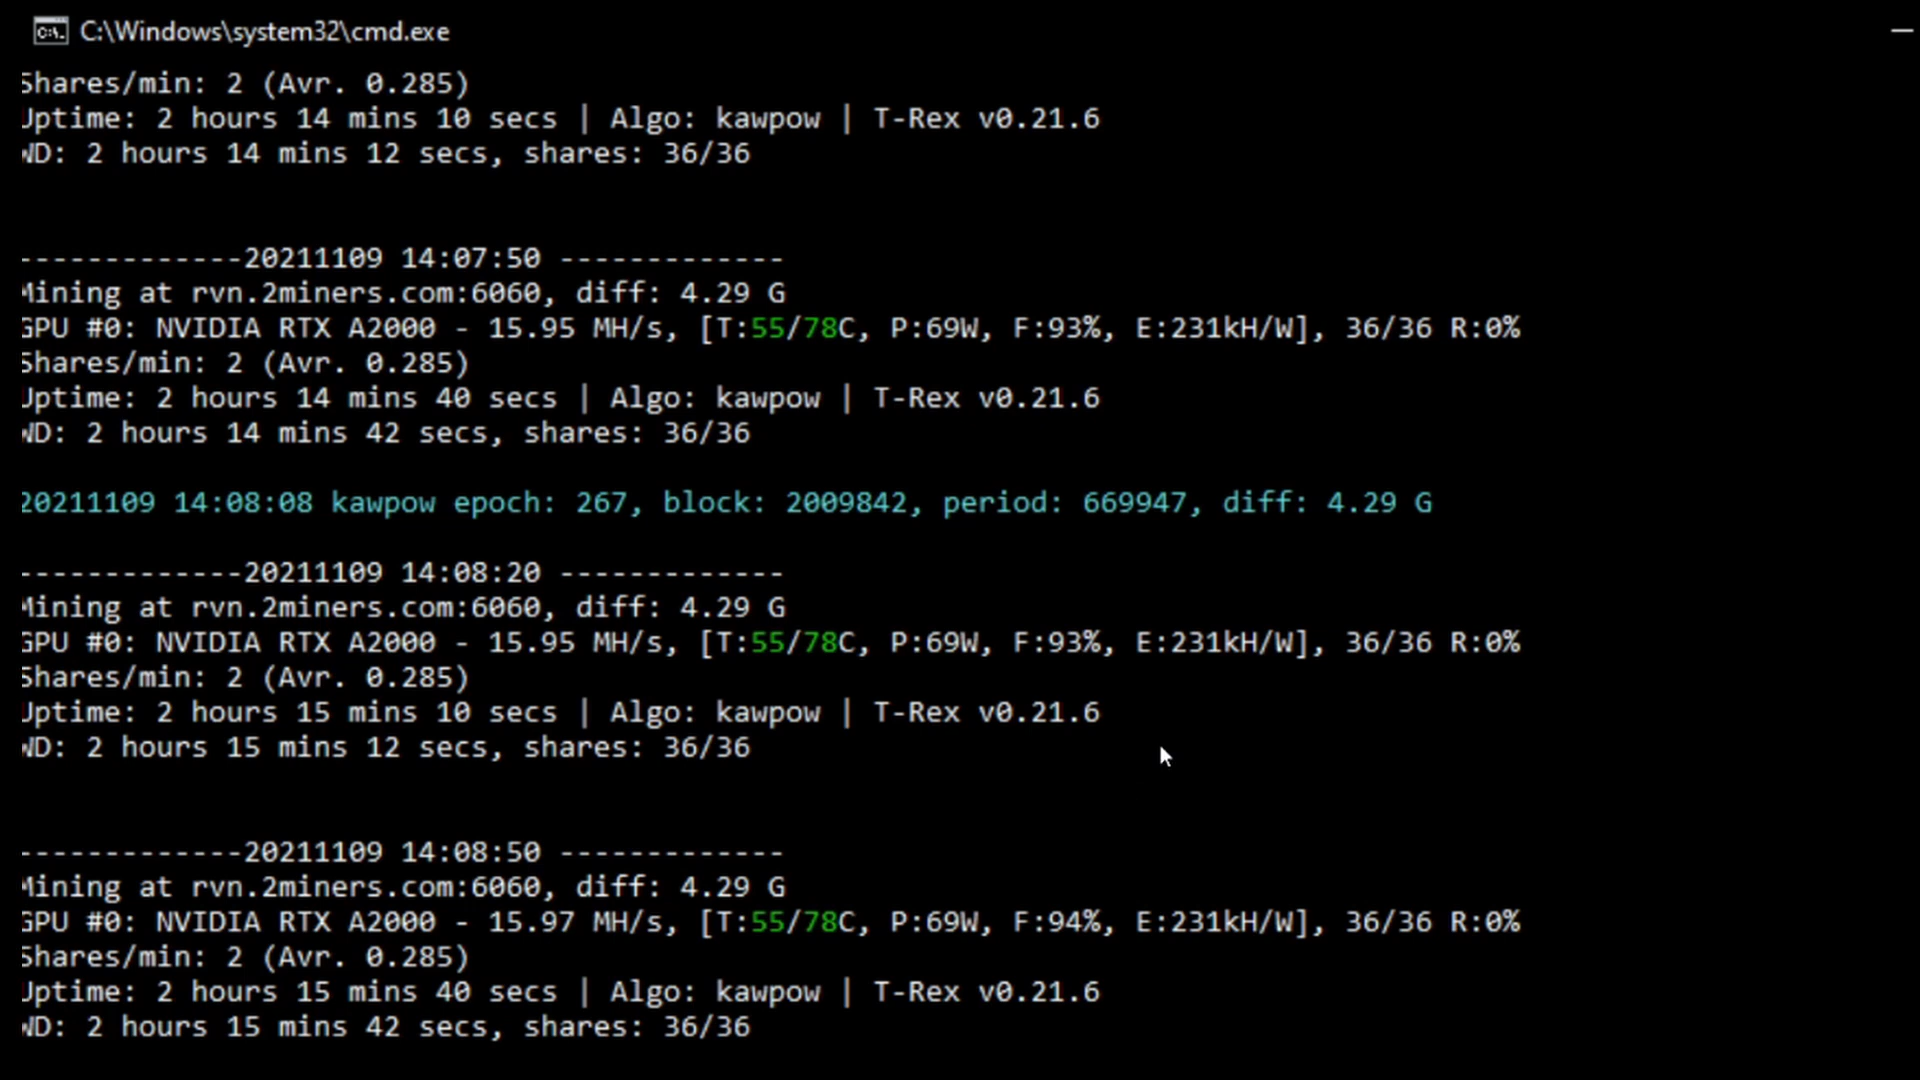 C:\Windows\system32\cmd.exe
Shares/min: 2 (Avr. 0.285)
Uptime: 2 hours 14 mins 10 secs | Algo: kawpow | T-Rex v0.21.6
WD: 2 hours 14 mins 12 secs, shares: 36/36
-------------20211109 14:07:50 -------------
Mining at rvn.2miners.com:6060, diff: 4.29 G
GPU #0: NVIDIA RTX A2000 - 15.95 MH/s, [T:55/78C, P:69W, F:93%, E:231kH/W], 36/36 R:0%
Shares/min: 2 (Avr. 0.285)
Uptime: 2 hours 14 mins 40 secs | Algo: kawpow | T-Rex v0.21.6
WD: 2 hours 14 mins 42 secs, shares: 36/36
20211109 14:08:08 kawpow epoch: 267, block: 2009842, period: 669947, diff: 4.29 G
-------------20211109 14:08:20 -------------
Mining at rvn.2miners.com:6060, diff: 4.29 G
GPU #0: NVIDIA RTX A2000 - 15.95 MH/s, [T:55/78C, P:69W, F:93%, E:231kH/W], 36/36 R:0%
Shares/min: 2 (Avr. 0.285)
Uptime: 2 hours 15 mins 10 secs | Algo: kawpow | T-Rex v0.21.6
WD: 2 hours 15 mins 12 secs, shares: 36/36
-------------20211109 14:08:50 -------------
Mining at rvn.2miners.com:6060, diff: 4.29 G
GPU #0: NVIDIA RTX A2000 - 15.97 MH/s, [T:55/78C, P:69W, F:94%, E:231kH/W], 36/36 R:0%
Shares/min: 2 (Avr. 0.285)
Uptime: 2 hours 15 mins 40 secs | Algo: kawpow | T-Rex v0.21.6
WD: 2 hours 15 mins 42 secs, shares: 36/36